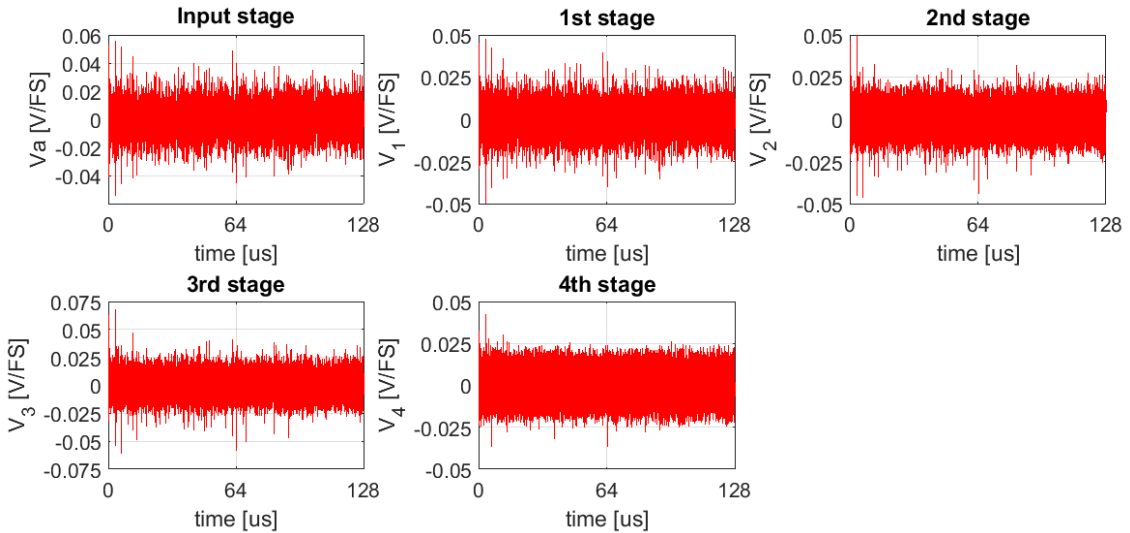 Input stage
0.06
0.04
0.02
0
-0.02
-0.04
Va [V/FS]
0 64 128
time [us]
1st stage
0.05
0.025
0
-0.025
-0.05
V_1 [V/FS]
0 64 128
time [us]
2nd stage
0.05
0.025
0
-0.025
-0.05
V_2 [V/FS]
0 64 128
time [us]
3rd stage
0.075
0.05
0.025
0
-0.025
-0.05
-0.075
V_3 [V/FS]
0 64 128
time [us]
4th stage
0.05
0.025
0
-0.025
-0.05
V_4 [V/FS]
0 64 128
time [us]